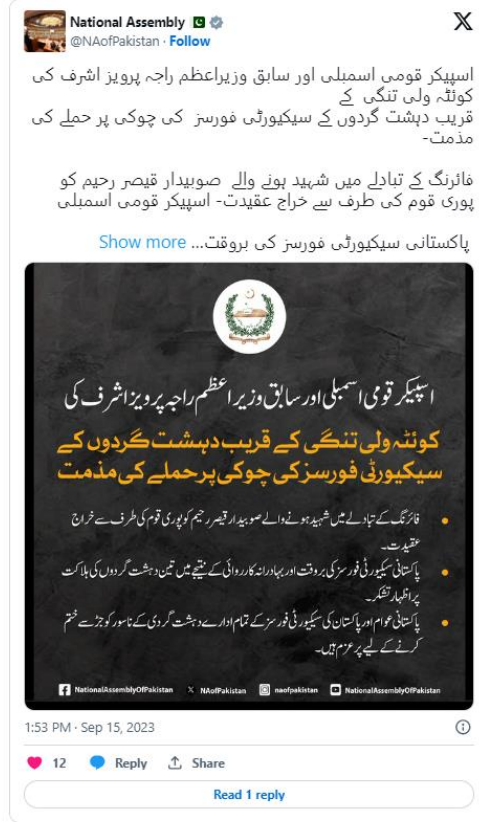 National Assembly
@NAofPakistan · Follow
اسپیکر قومی اسمبلی اور سابق وزیراعظم راجہ پرویز اشرف کی
کوئٹہ ولی تنگی کے
قریب دہشت گردوں کے سیکیورٹی فورسز کی چوکی پر حملے کی
مذمت-
فائرنگ کے تبادلے میں شہید ہونے والے صوبیدار قیصر رحیم کو
پوری قوم کی طرف سے خراج عقیدت- اسپیکر قومی اسمبلی
پاکستانی سیکیورٹی فورسز کی بروقت... Show more
اسپیکر قومی اسمبلی اور سابق وزیراعظم راجہ پرویز اشرف کی
کوئٹہ ولی تنگی کے قریب دہشت گردوں کے
سیکیورٹی فورسز کی چوکی پر حملے کی مذمت
فائرنگ کے تبادلے میں شہید ہونے والے صوبیدار قیصر رحیم کو پوری قوم کی طرف سے خراج
عقیدت۔
پاکستانی سیکیورٹی فورسز کی بروقت اور بہادرانہ کارروائی کے نتیجے میں تین دہشت گردوں کی ہلاکت
پر اظہار تشکر۔
پاکستانی عوام اور پاکستان کی سیکیورٹی فورسز کے تمام ادارے دہشت گردی کے ناسور کو جڑ سے ختم
کرنے کے لیے پر عزم ہیں۔
NationalAssemblyOfPakistan NAofPakistan naofpakistan NationalAssemblyOfPakistan
1:53 PM · Sep 15, 2023
12 Reply Share
Read 1 reply